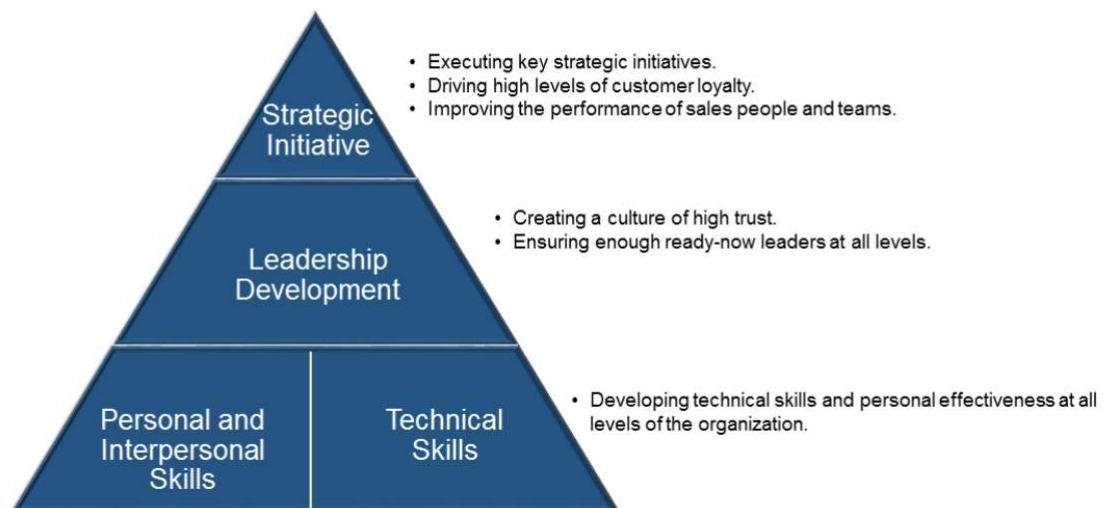 Strategic
Initiative
• Executing key strategic initiatives.
• Driving high levels of customer loyalty.
• Improving the performance of sales people and teams.
Leadership
Development
• Creating a culture of high trust.
• Ensuring enough ready-now leaders at all levels.
Personal and
Interpersonal
Skills
Technical
Skills
• Developing technical skills and personal effectiveness at all
levels of the organization.